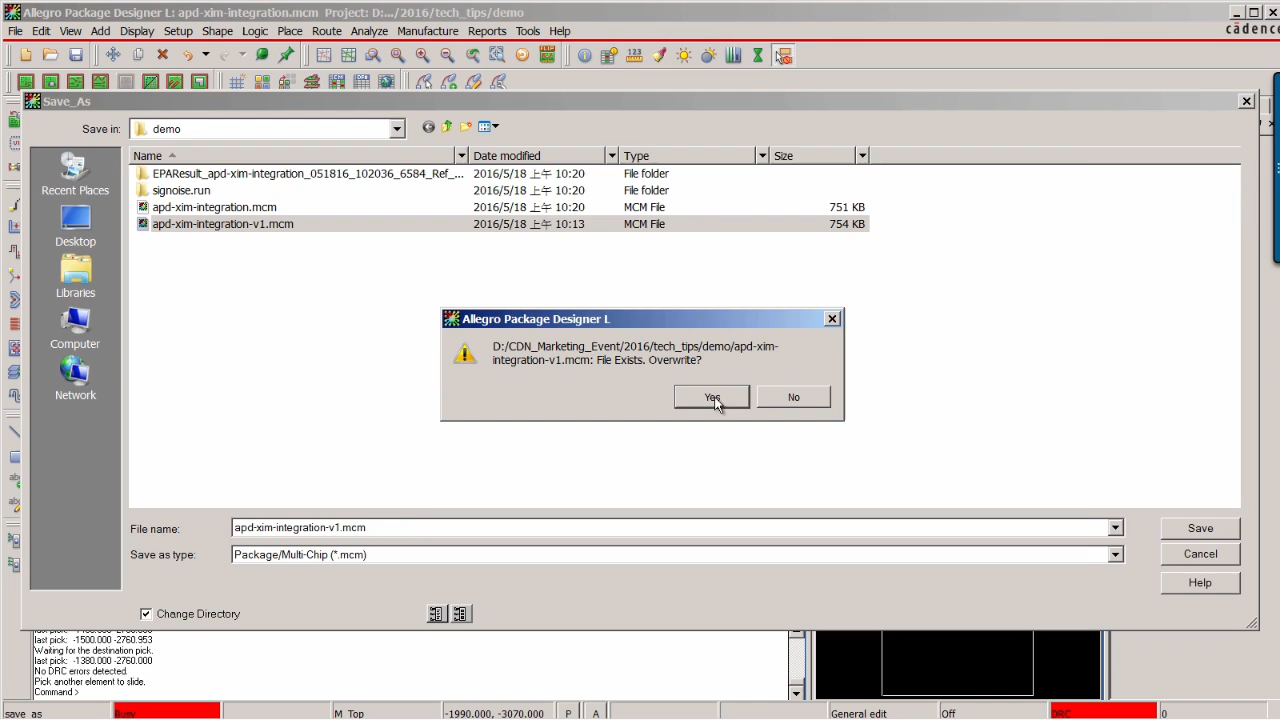 Allegro Package Designer L: apd-xim-integration.mcm Project: D:.../2016/tech_tips/demo
File Edit View Add Display Setup Shape Logic Place Route Analyze Manufacture Reports Tools Help
cādence
Save_As
Save in: demo
Name Date modified Type Size
EPAResult_apd-xim-integration_051816_102036_6584_Ref_... 2016/5/18 上午 10:20 File folder
signoise.run 2016/5/18 上午 10:20 File folder
apd-xim-integration.mcm 2016/5/18 上午 10:20 MCM File 751 KB
apd-xim-integration-v1.mcm 2016/5/18 上午 10:13 MCM File 754 KB
Recent Places
Desktop
Libraries
Computer
Network
Allegro Package Designer L
D:/CDN_Marketing_Event/2016/tech_tips/demo/apd-xim-
integration-v1.mcm: File Exists. Overwrite?
Yes No
File name: apd-xim-integration-v1.mcm Save
Save as type: Package/Multi-Chip (*.mcm) Cancel
Help
Change Directory
last pick: -1500.000 -2760.953
Waiting for the destination pick.
last pick: -1380.000 -2760.000
No DRC errors detected.
Pick another element to slide.
Command >
save_as Busy M_Top -1990.000, -3070.000 P A General edit Off DRC 0